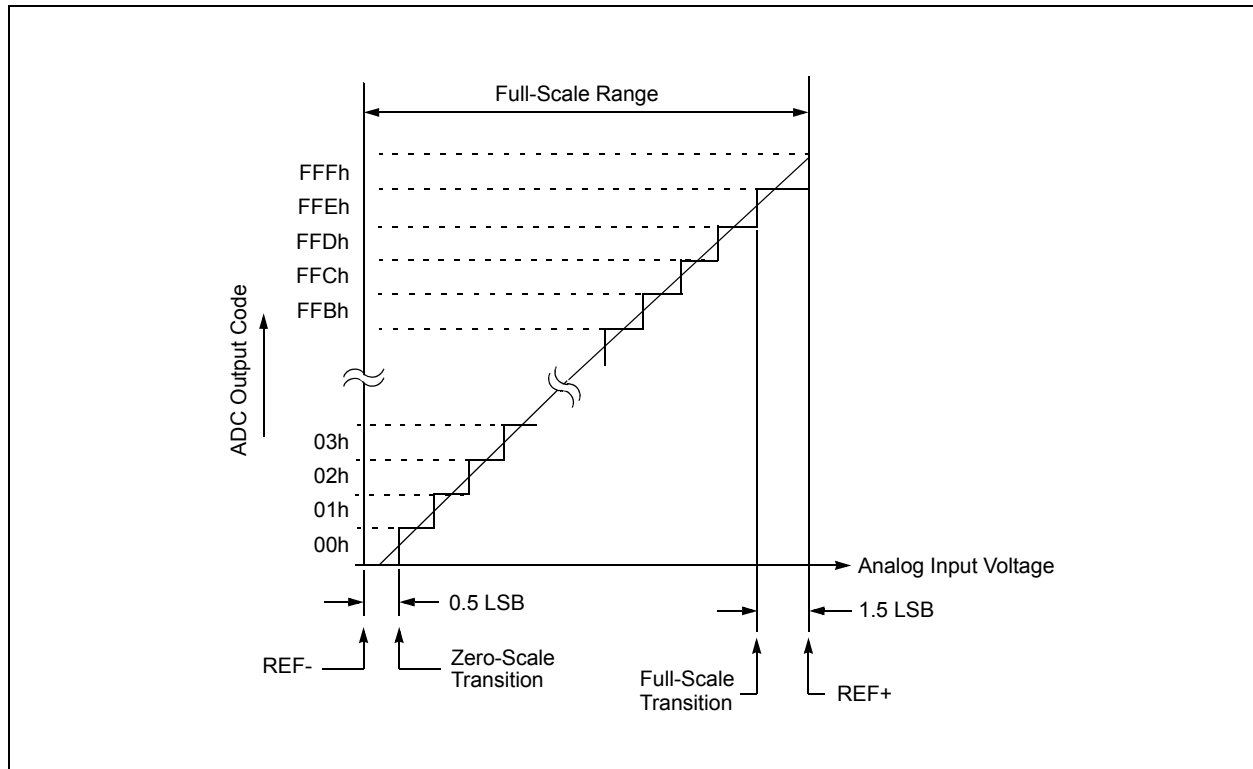 Full-Scale Range
FFFh
FFEh
FFDh
FFCh
FFBh
ADC Output Code
03h
02h
01h
00h
Analog Input Voltage
0.5 LSB
1.5 LSB
REF-
Zero-Scale
Transition
Full-Scale
Transition
REF+